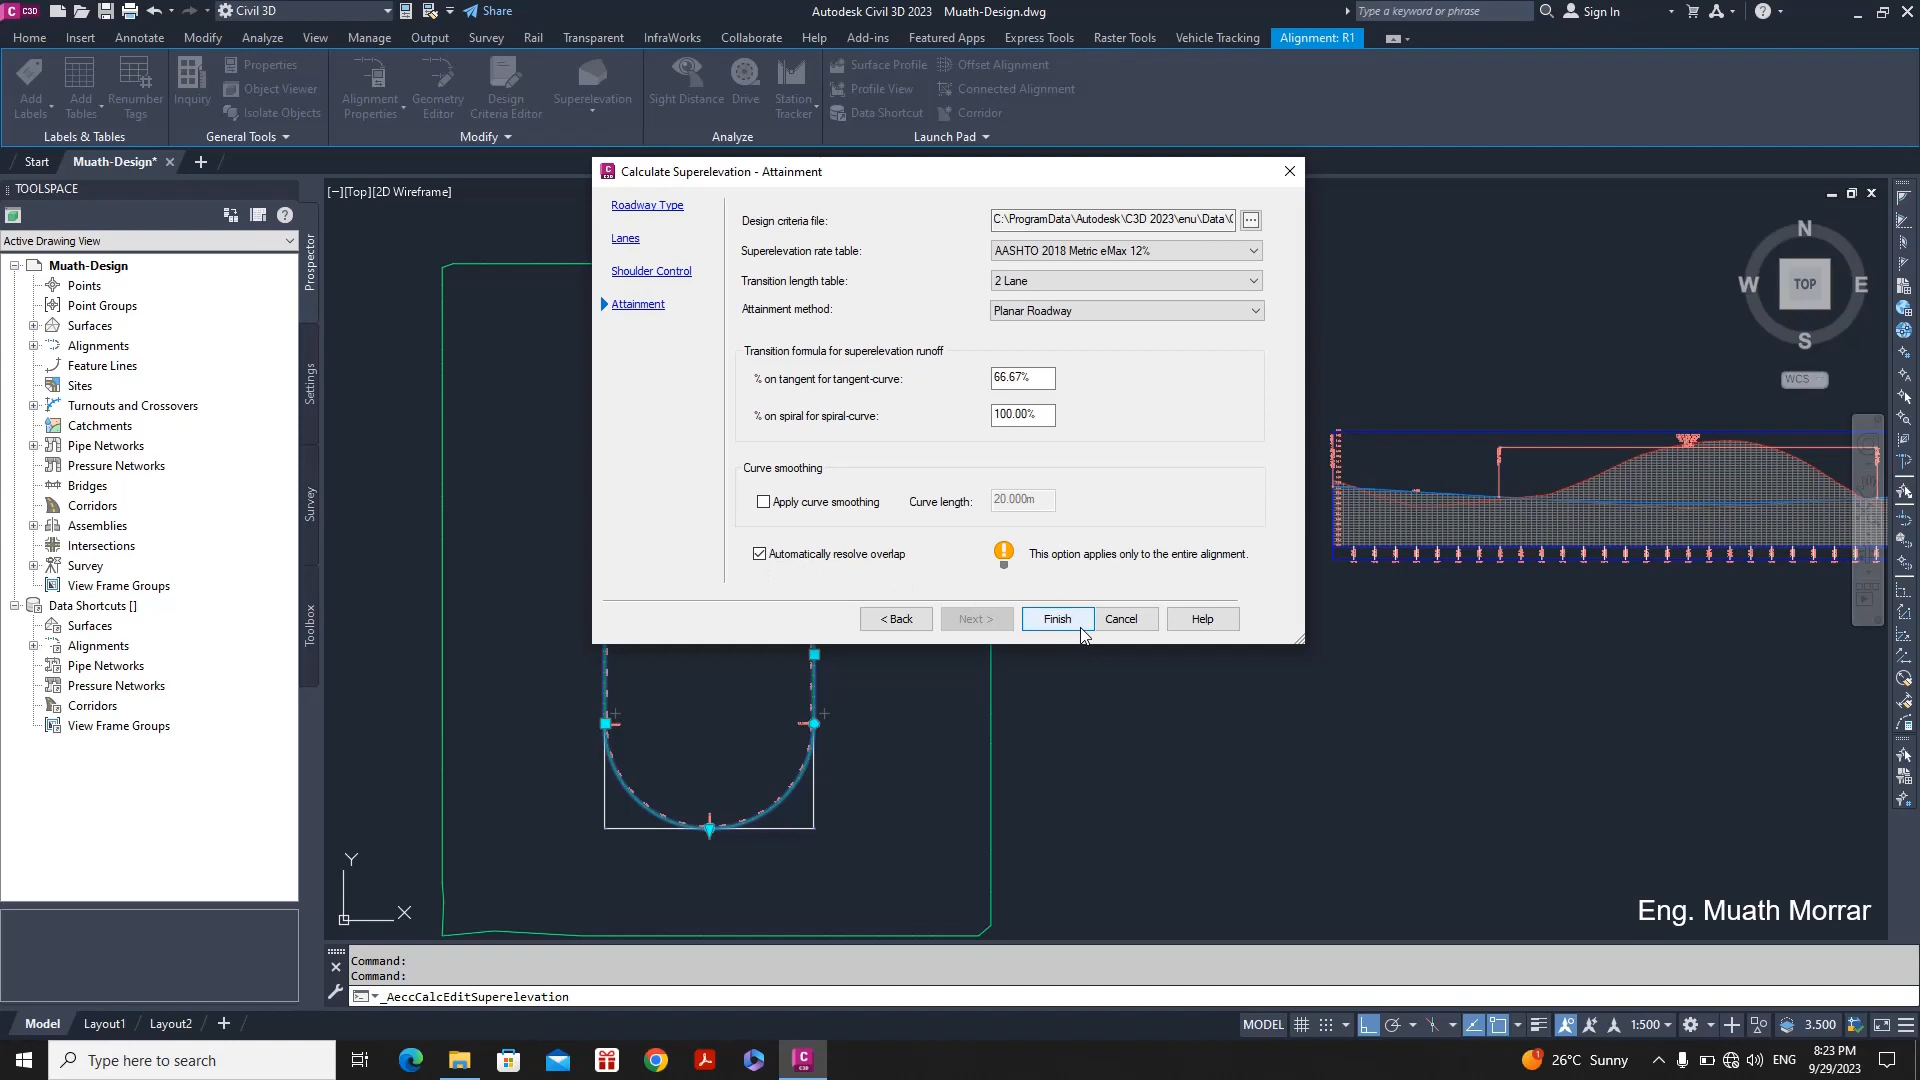 C3D
Civil 3D
Share
Autodesk Civil 3D 2023 Muath-Design.dwg
Type a keyword or phrase
Sign In
Home Insert Annotate Modify Analyze View Manage Output Survey Rail Transparent InfraWorks Collaborate Help Add-ins Featured Apps Express Tools Raster Tools Vehicle Tracking Alignment: R1
Add Labels
Add Tables
Renumber Tags
Inquiry
Properties
Object Viewer
Isolate Objects
Alignment Properties
Geometry Editor
Design Criteria Editor
Superelevation
Sight Distance
Drive
Station Tracker
Surface Profile
Profile View
Data Shortcut
Offset Alignment
Connected Alignment
Corridor
Labels & Tables
General Tools
Modify
Analyze
Launch Pad
Start
Muath-Design*
TOOLSPACE
Active Drawing View
Muath-Design
Points
Point Groups
Surfaces
Alignments
Feature Lines
Sites
Turnouts and Crossovers
Catchments
Pipe Networks
Pressure Networks
Bridges
Corridors
Assemblies
Intersections
Survey
View Frame Groups
Data Shortcuts []
Surfaces
Alignments
Pipe Networks
Pressure Networks
Corridors
View Frame Groups
Prospector
Settings
Survey
Toolbox
[−][Top][2D Wireframe]
Calculate Superelevation - Attainment
Roadway Type
Lanes
Shoulder Control
Attainment
Design criteria file:
C:\ProgramData\Autodesk\C3D 2023\enu\Data\
...
Superelevation rate table:
AASHTO 2018 Metric eMax 12%
Transition length table:
2 Lane
Attainment method:
Planar Roadway
Transition formula for superelevation runoff
% on tangent for tangent-curve:
66.67%
% on spiral for spiral-curve:
100.00%
Curve smoothing
Apply curve smoothing
Curve length:
20.000m
Automatically resolve overlap
This option applies only to the entire alignment.
< Back
Next >
Finish
Cancel
Help
N
W
TOP
E
S
WCS
Y
X
Eng. Muath Morrar
Command:
Command:
_AeccCalcEditSuperelevation
Model
Layout1
Layout2
MODEL
1:500
3.500
Type here to search
26°C Sunny
ENG
8:23 PM
9/29/2023